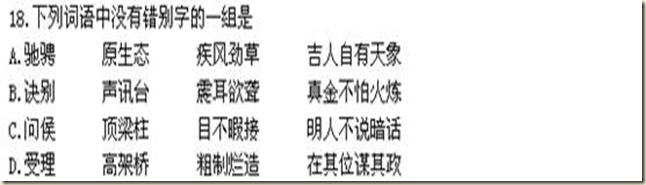 18.下列词语中没有错别字的一组是
A.驰骋 原生态 疾风劲草 吉人自有天象
B.诀别 声讯台 震耳欲聋 真金不怕火炼
C.问侯 顶梁柱 目不暇接 明人不说暗话
D.受理 高架桥 粗制烂造 在其位谋其政